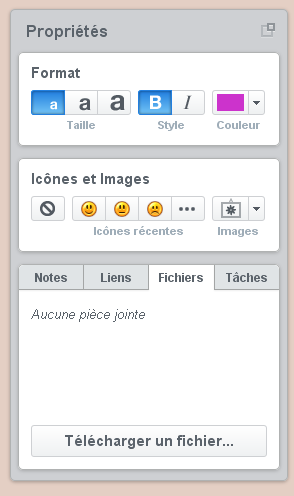 Propriétés
Format
a a a B I
Taille Style Couleur
Icônes et Images
Icônes récentes Images
Notes Liens Fichiers Tâches
Aucune pièce jointe
Télécharger un fichier...